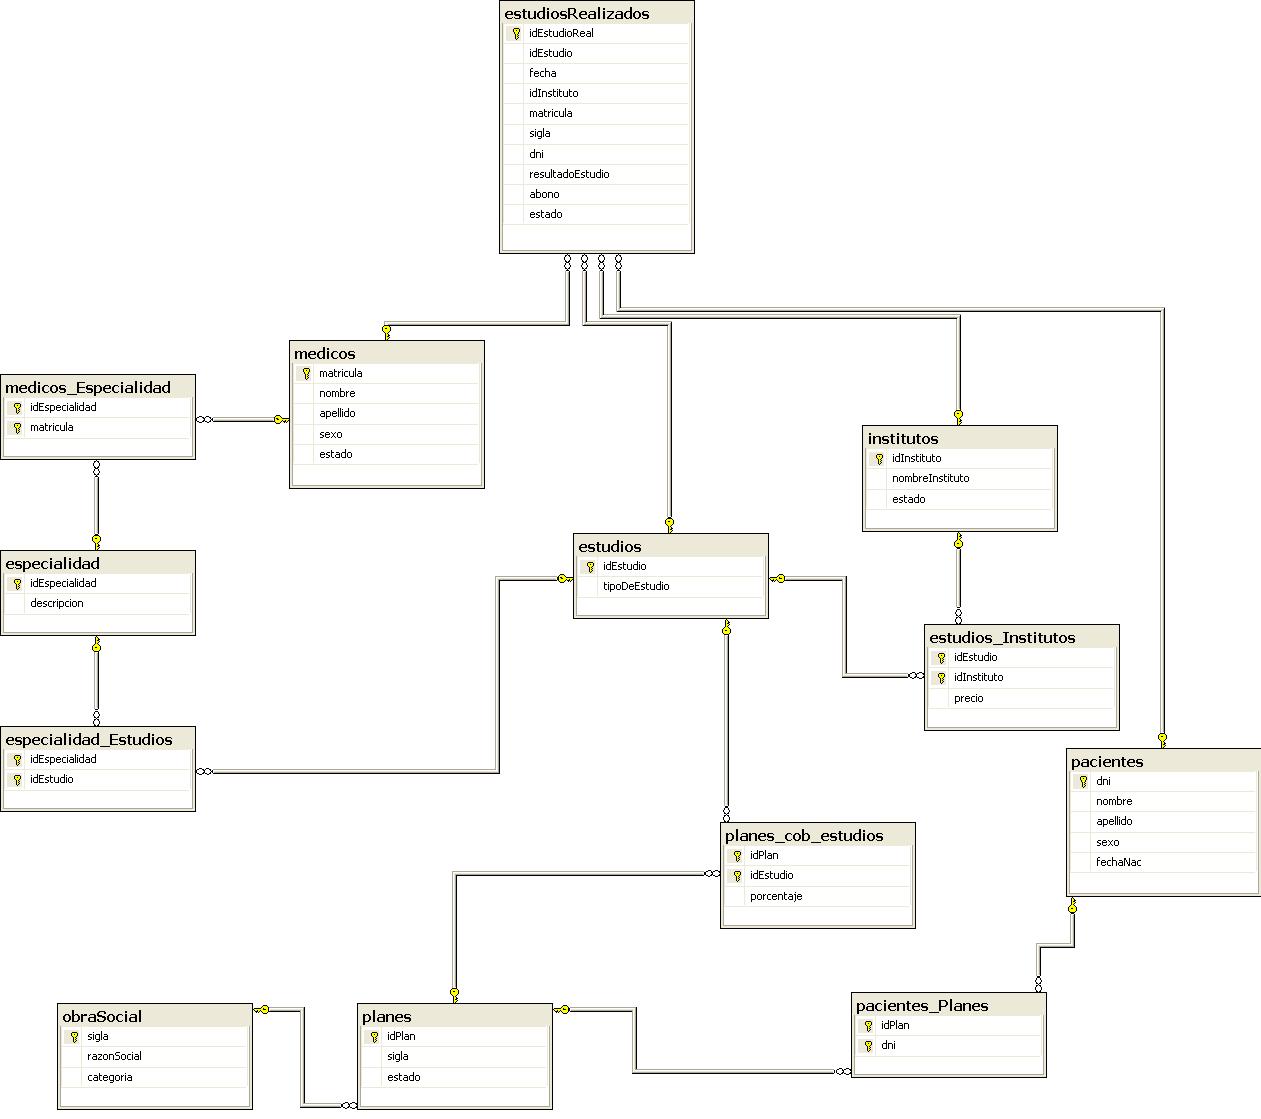 estudiosRealizados
idEstudioReal
idEstudio
fecha
idInstituto
matricula
sigla
dni
resultadoEstudio
abono
estado
medicos
matricula
nombre
apellido
sexo
estado
medicos_Especialidad
idEspecialidad
matricula
institutos
idInstituto
nombreInstituto
estado
estudios
idEstudio
tipoDeEstudio
especialidad
idEspecialidad
descripcion
estudios_Institutos
idEstudio
idInstituto
precio
especialidad_Estudios
idEspecialidad
idEstudio
pacientes
dni
nombre
apellido
sexo
fechaNac
planes_cob_estudios
idPlan
idEstudio
porcentaje
obraSocial
sigla
razonSocial
categoria
planes
idPlan
sigla
estado
pacientes_Planes
idPlan
dni